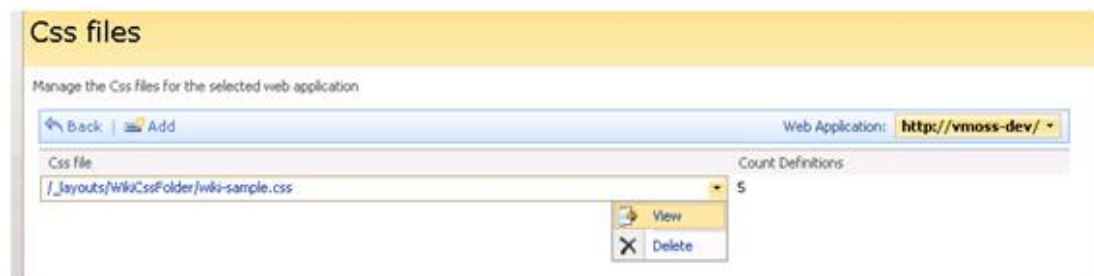 Css files
Manage the Css files for the selected web application
Back | Add Web Application: http://vmoss-dev/
Css file Count Definitions
/_layouts/WikiCssFolder/wiki-sample.css 5
View
Delete